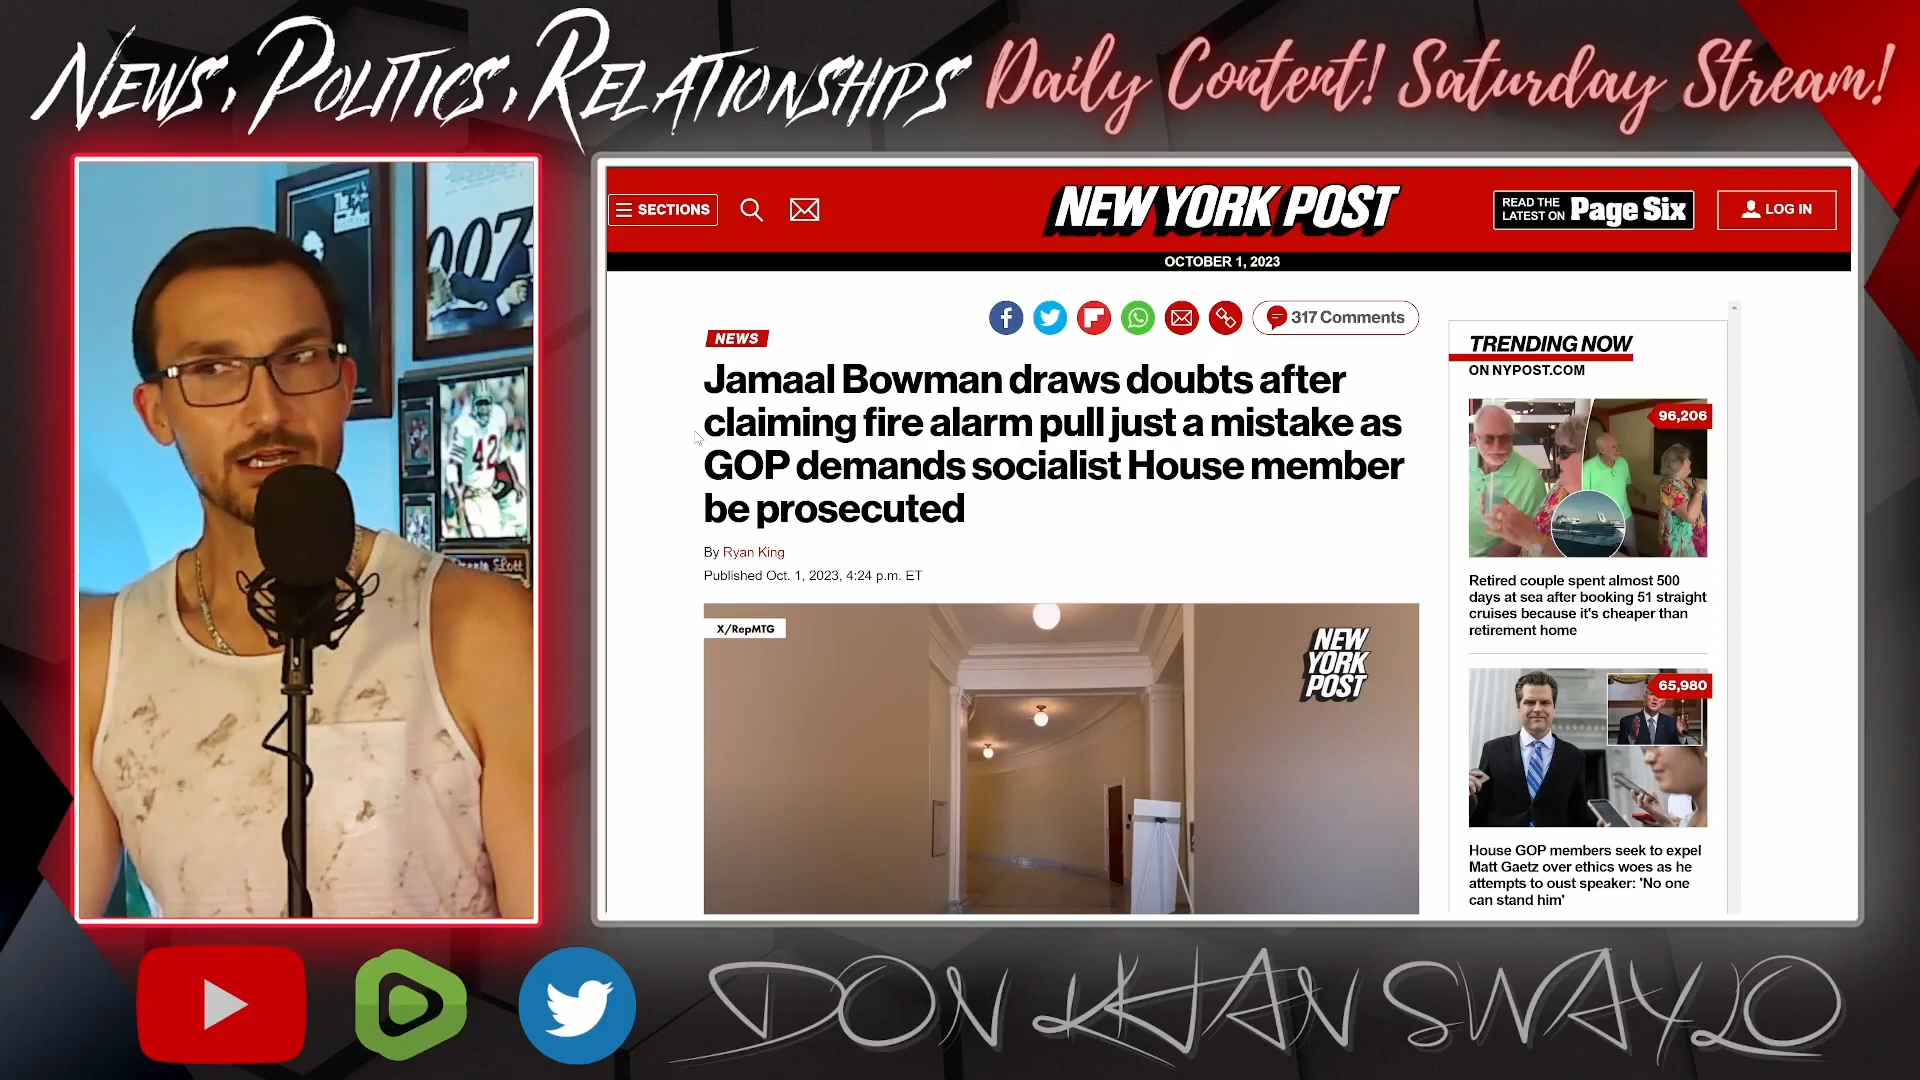 News, Politics, Relationships Daily Content! Saturday Stream!
The
007
42
Ronnie Lott
SECTIONS
NEW YORK POST
READ THE
LATEST ON
Page Six
LOG IN
OCTOBER 1, 2023
317 Comments
NEWS
Jamaal Bowman draws doubts after
claiming fire alarm pull just a mistake as
GOP demands socialist House member
be prosecuted
By Ryan King
Published Oct. 1, 2023, 4:24 p.m. ET
X/RepMTG
NEW
YORK
POST
TRENDING NOW
ON NYPOST.COM
96,206
Retired couple spent almost 500
days at sea after booking 51 straight
cruises because it's cheaper than
retirement home
65,980
House GOP members seek to expel
Matt Gaetz over ethics woes as he
attempts to oust speaker: 'No one
can stand him'
DON KHAN SWAYLO